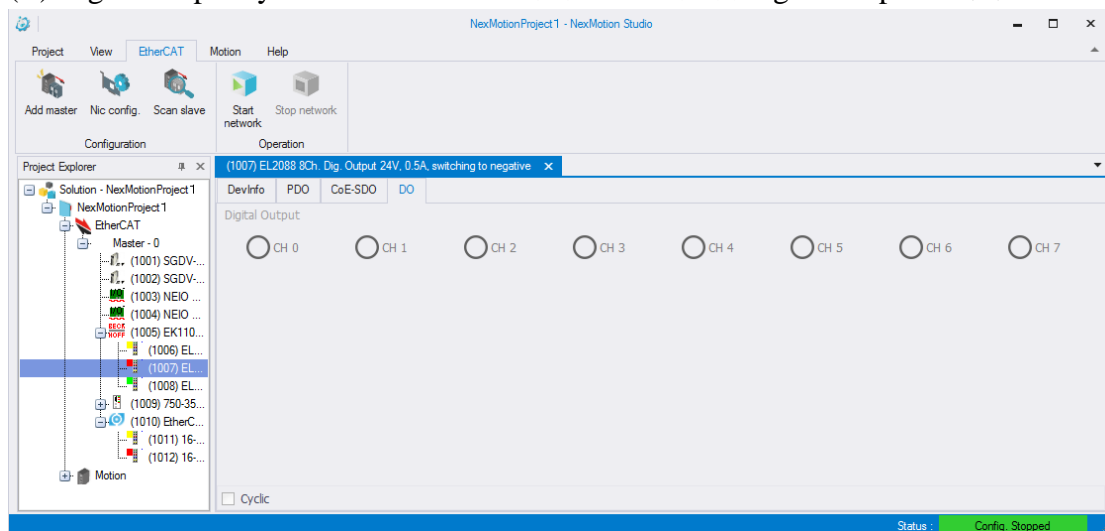 NexMotionProject1 - NexMotion Studio
Project View EtherCAT Motion Help
Add master Nic config. Scan slave Start network Stop network
Configuration Operation
Project Explorer
(1007) EL2088 8Ch. Dig. Output 24V, 0.5A, switching to negative
Solution - NexMotionProject1
DevInfo PDO CoE-SDO DO
NexMotionProject1
Digital Output
EtherCAT
Master - 0
CH 0 CH 1 CH 2 CH 3 CH 4 CH 5 CH 6 CH 7
(1001) SGDV-...
(1002) SGDV-...
(1003) NEIO ...
(1004) NEIO ...
BECK HOFF (1005) EK110...
(1006) EL...
(1007) EL...
(1008) EL...
(1009) 750-35...
(1010) EtherC...
(1011) 16-...
(1012) 16-...
Motion
Cyclic
Status : Config. Stopped